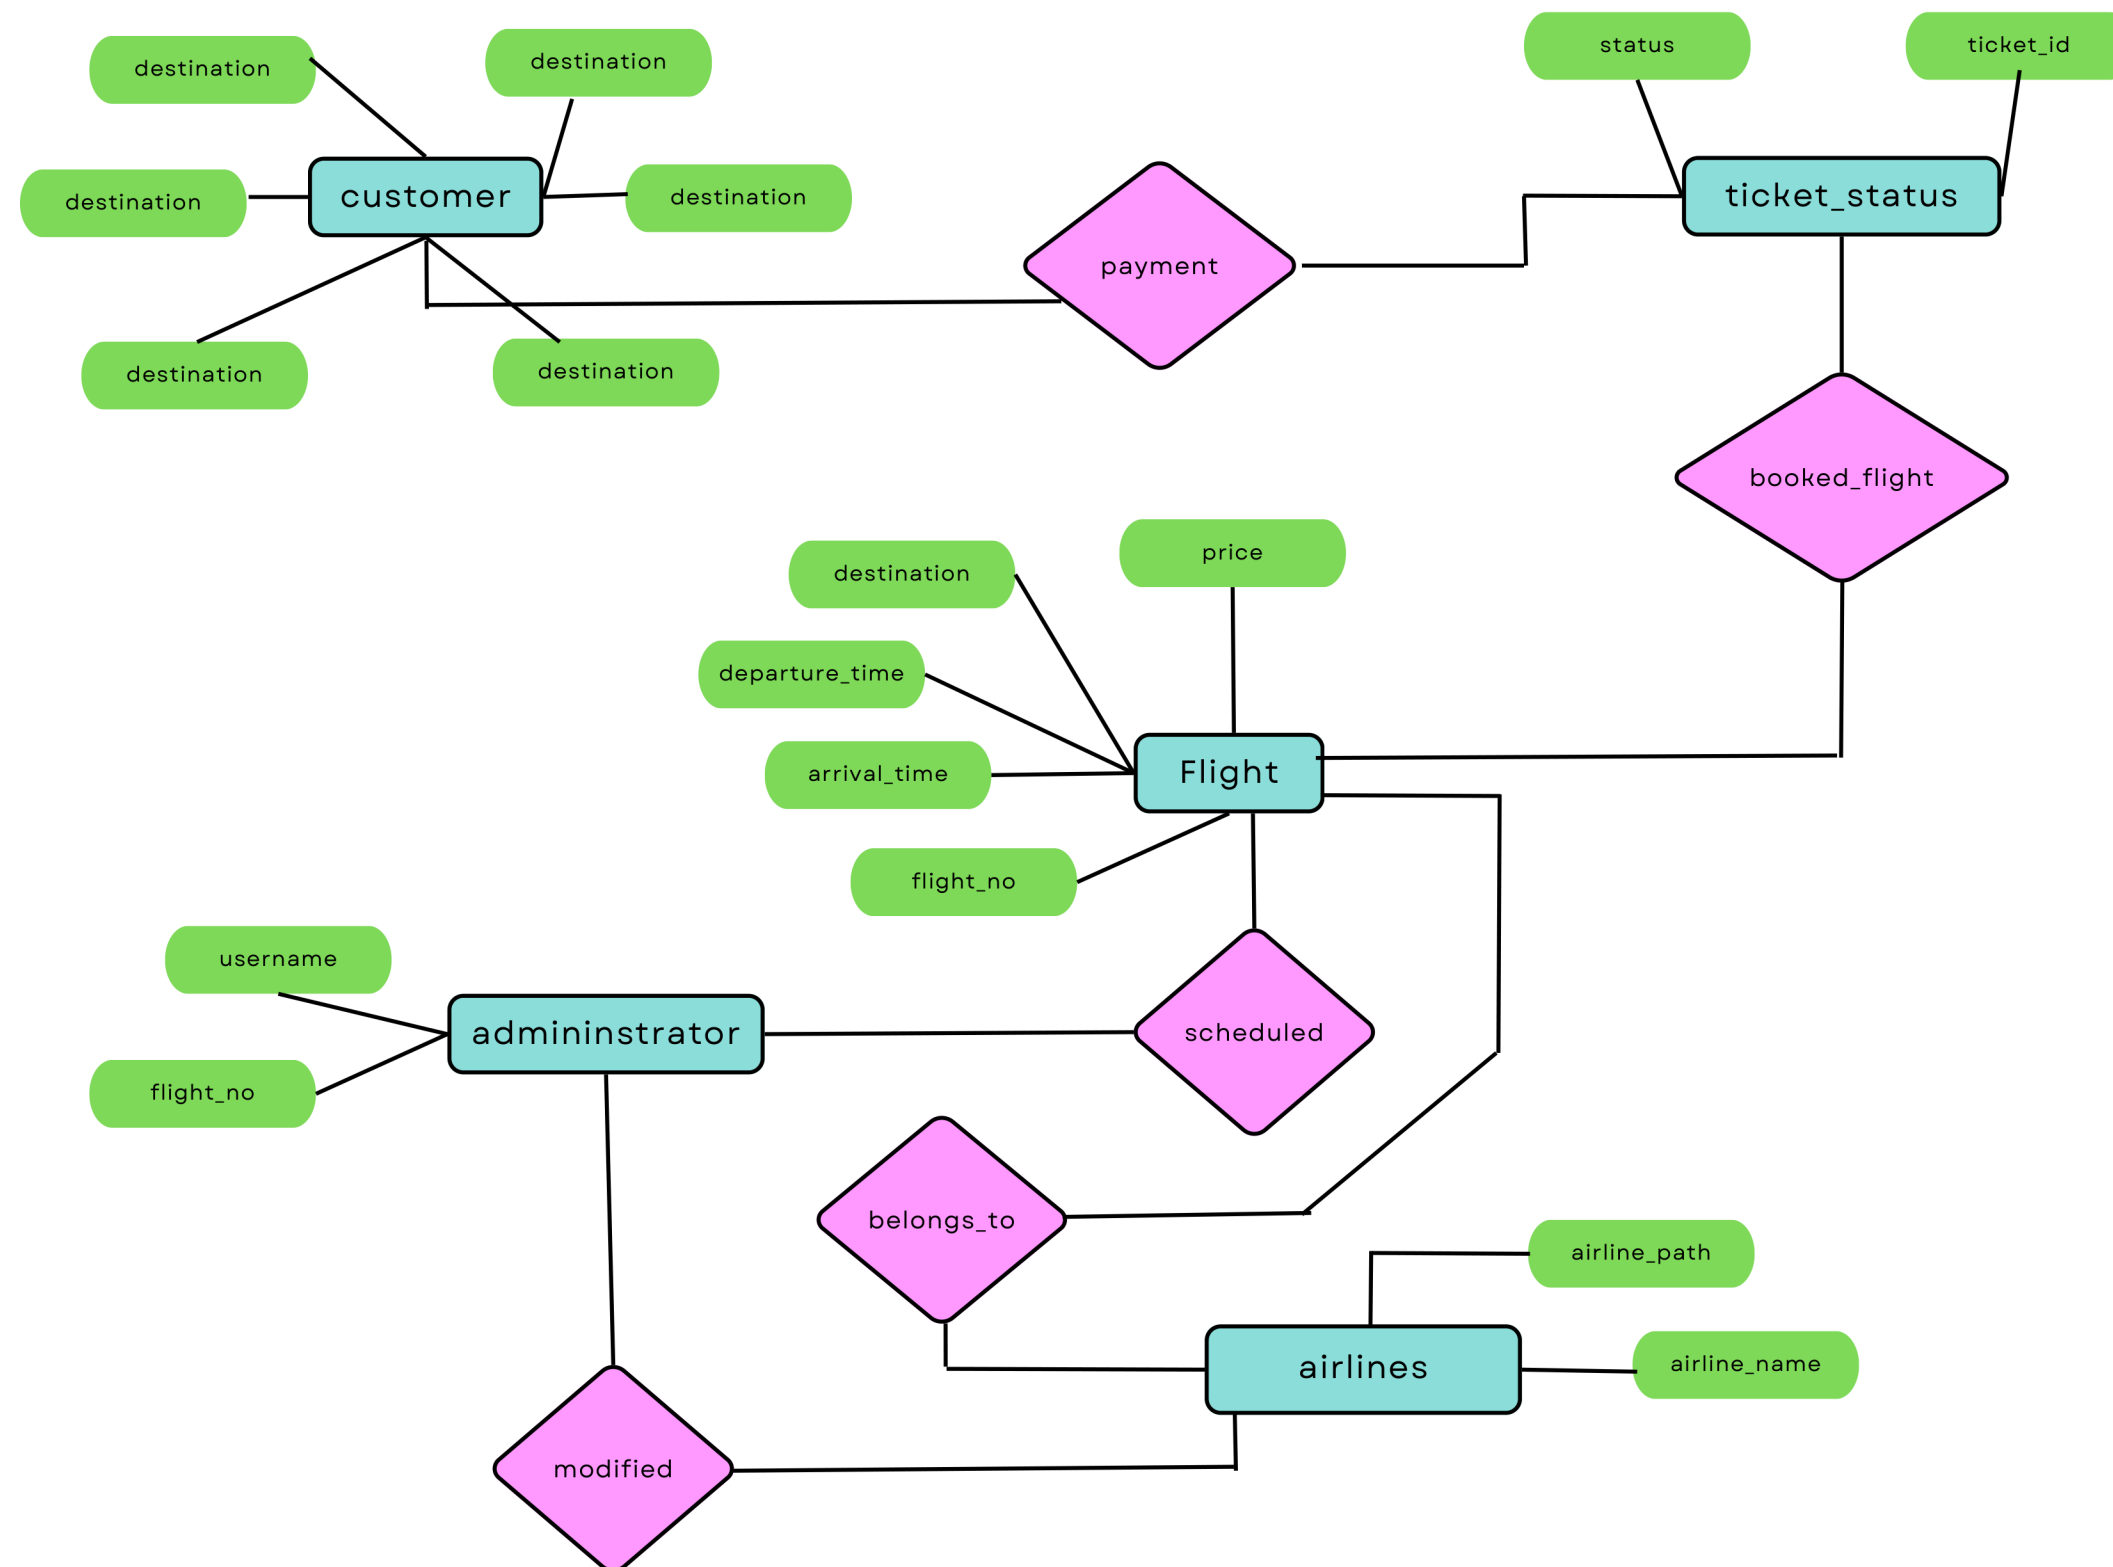 status
ticket_id
destination
destination
customer
ticket_status
destination
destination
payment
destination
destination
booked_flight
price
destination
departure_time
Flight
arrival_time
flight_no
username
admininstrator
scheduled
flight_no
belongs_to
airline_path
airlines
airline_name
modified